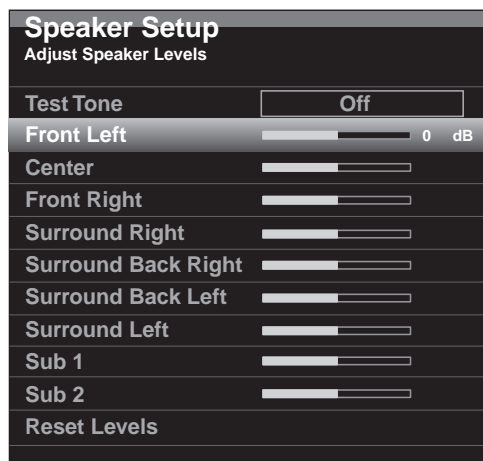 Speaker Setup
Adjust Speaker Levels
Test Tone Off
Front Left 0 dB
Center
Front Right
Surround Right
Surround Back Right
Surround Back Left
Surround Left
Sub 1
Sub 2
Reset Levels